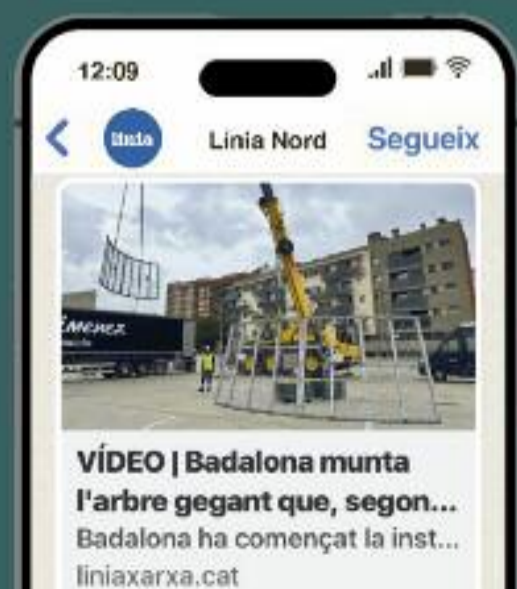 12:09
línia
Linia Nord
Segueix
VÍDEO | Badalona munta
l'arbre gegant que, segon...
Badalona ha començat la inst...
liniaxarxa.cat